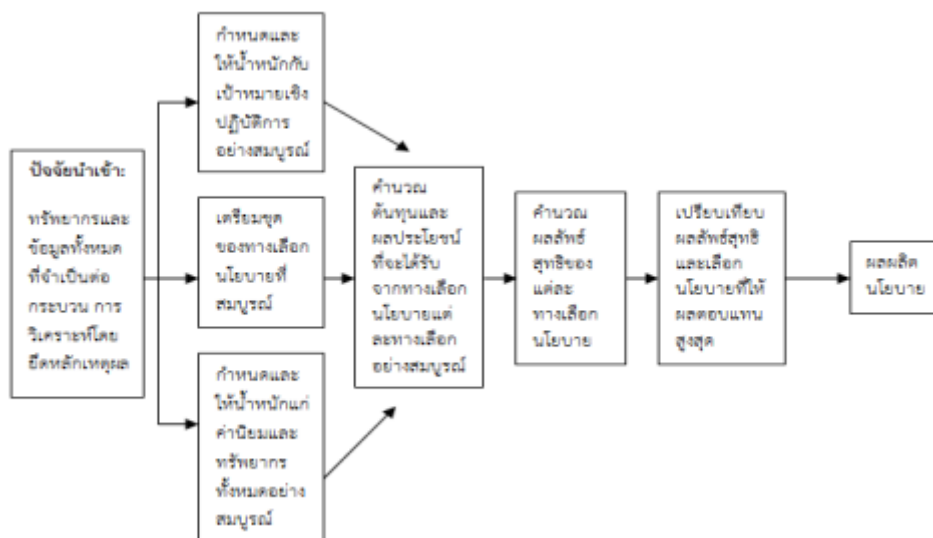 กำหนดและ
ให้น้ำหนักกับ
เป้าหมายเชิง
ปฏิบัติการ
อย่างสมบูรณ์
ปัจจัยนำเข้า:
ทรัพยากรและ
ข้อมูลทั้งหมด
ที่จำเป็นต่อ
กระบวน การ
วิเคราะห์โดย
ยึดหลักเหตุผล
เตรียมชุด
ของทางเลือก
นโยบายที่
สมบูรณ์
กำหนดและ
ให้น้ำหนักแก่
ค่านิยมและ
ทรัพยากร
ทั้งหมดอย่าง
สมบูรณ์
คำนวณ
ต้นทุนและ
ผลประโยชน์
ที่จะได้รับ
จากทางเลือก
นโยบายแต่
ละทางเลือก
อย่างสมบูรณ์
คำนวณ
ผลลัพธ์
สุทธิของ
แต่ละ
ทางเลือก
นโยบาย
เปรียบเทียบ
ผลลัพธ์สุทธิ
และเลือก
นโยบายที่ให้
ผลตอบแทน
สูงสุด
ผลผลิต
นโยบาย